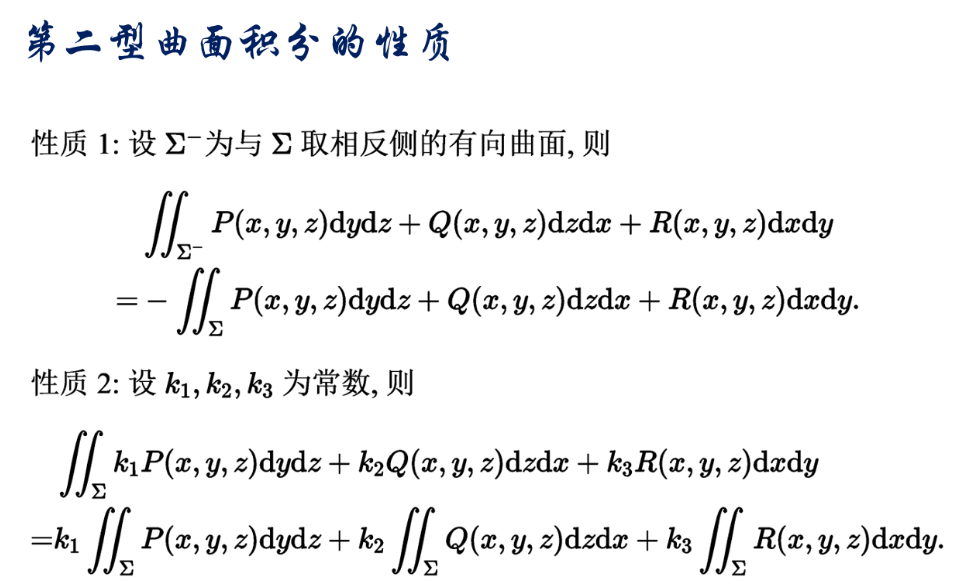 第二型曲面积分的性质
性质 1: 设 Σ⁻为与 Σ 取相反侧的有向曲面, 则
∬_{Σ⁻} P(x, y, z)dydz + Q(x, y, z)dzdx + R(x, y, z)dxdy
= − ∬_Σ P(x, y, z)dydz + Q(x, y, z)dzdx + R(x, y, z)dxdy.
性质 2: 设 k₁, k₂, k₃ 为常数, 则
∬_Σ k₁P(x, y, z)dydz + k₂Q(x, y, z)dzdx + k₃R(x, y, z)dxdy
=k₁ ∬_Σ P(x, y, z)dydz + k₂ ∬_Σ Q(x, y, z)dzdx + k₃ ∬_Σ R(x, y, z)dxdy.